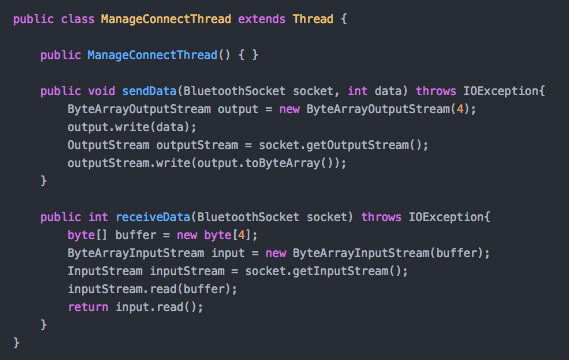 public class ManageConnectThread extends Thread {
public ManageConnectThread() { }
public void sendData(BluetoothSocket socket, int data) throws IOException{
ByteArrayOutputStream output = new ByteArrayOutputStream(4);
output.write(data);
OutputStream outputStream = socket.getOutputStream();
outputStream.write(output.toByteArray());
}
public int receiveData(BluetoothSocket socket) throws IOException{
byte[] buffer = new byte[4];
ByteArrayInputStream input = new ByteArrayInputStream(buffer);
InputStream inputStream = socket.getInputStream();
inputStream.read(buffer);
return input.read();
}
}